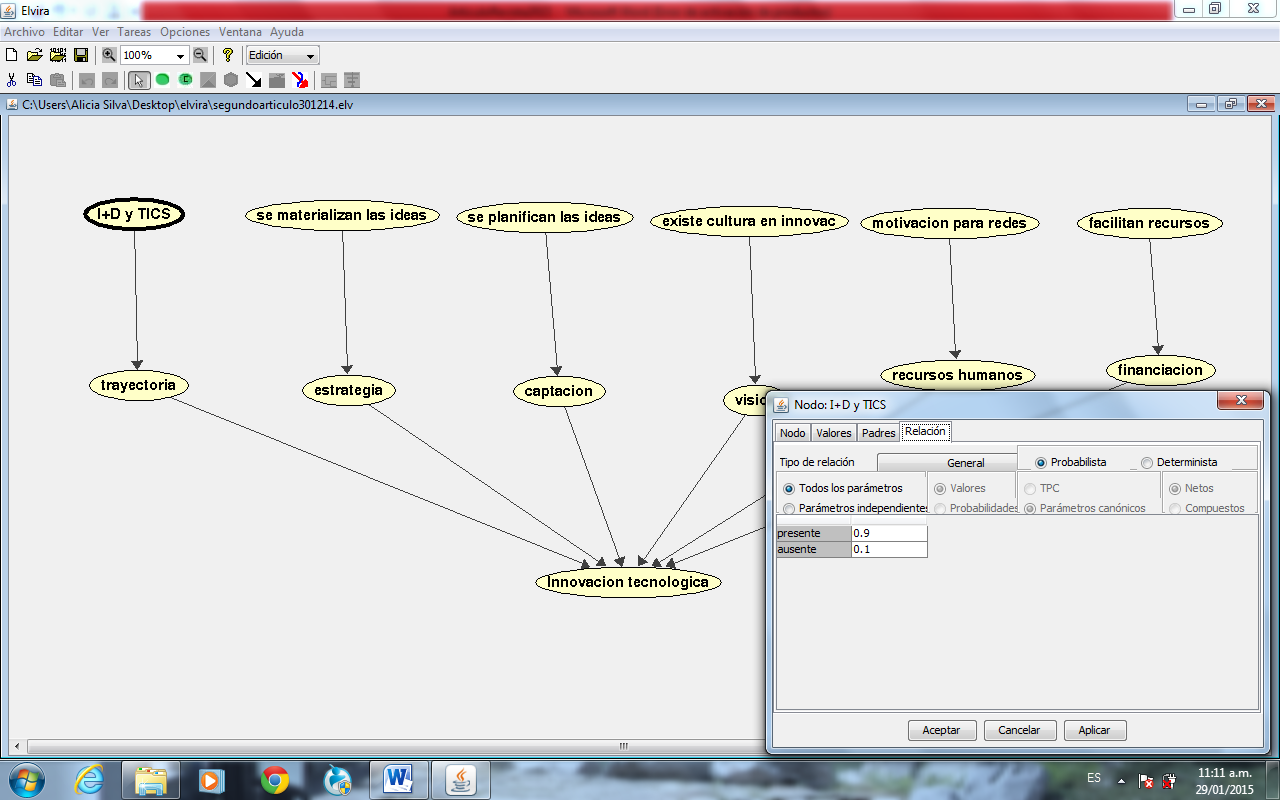 Elvira
Archivo Editar Ver Tareas Opciones Ventana Ayuda
100% Edición
C:\Users\Alicia Silva\Desktop\elvira\segundoarticulo301214.elv
I+D y TICS
se materializan las ideas
se planifican las ideas
existe cultura en innovac
motivacion para redes
facilitan recursos
trayectoria
estrategia
captacion
recursos humanos
financiacion
Innovacion tecnologica
Nodo: I+D y TICS
Nodo Valores Padres Relación
Tipo de relación General Probabilista Determinista
Todos los parámetros Valores TPC Netos
Parámetros independientes Probabilidades Parámetros canónicos Compuestos
presente 0.9
ausente 0.1
Aceptar Cancelar Aplicar
ES 11:11 a.m.
29/01/2015